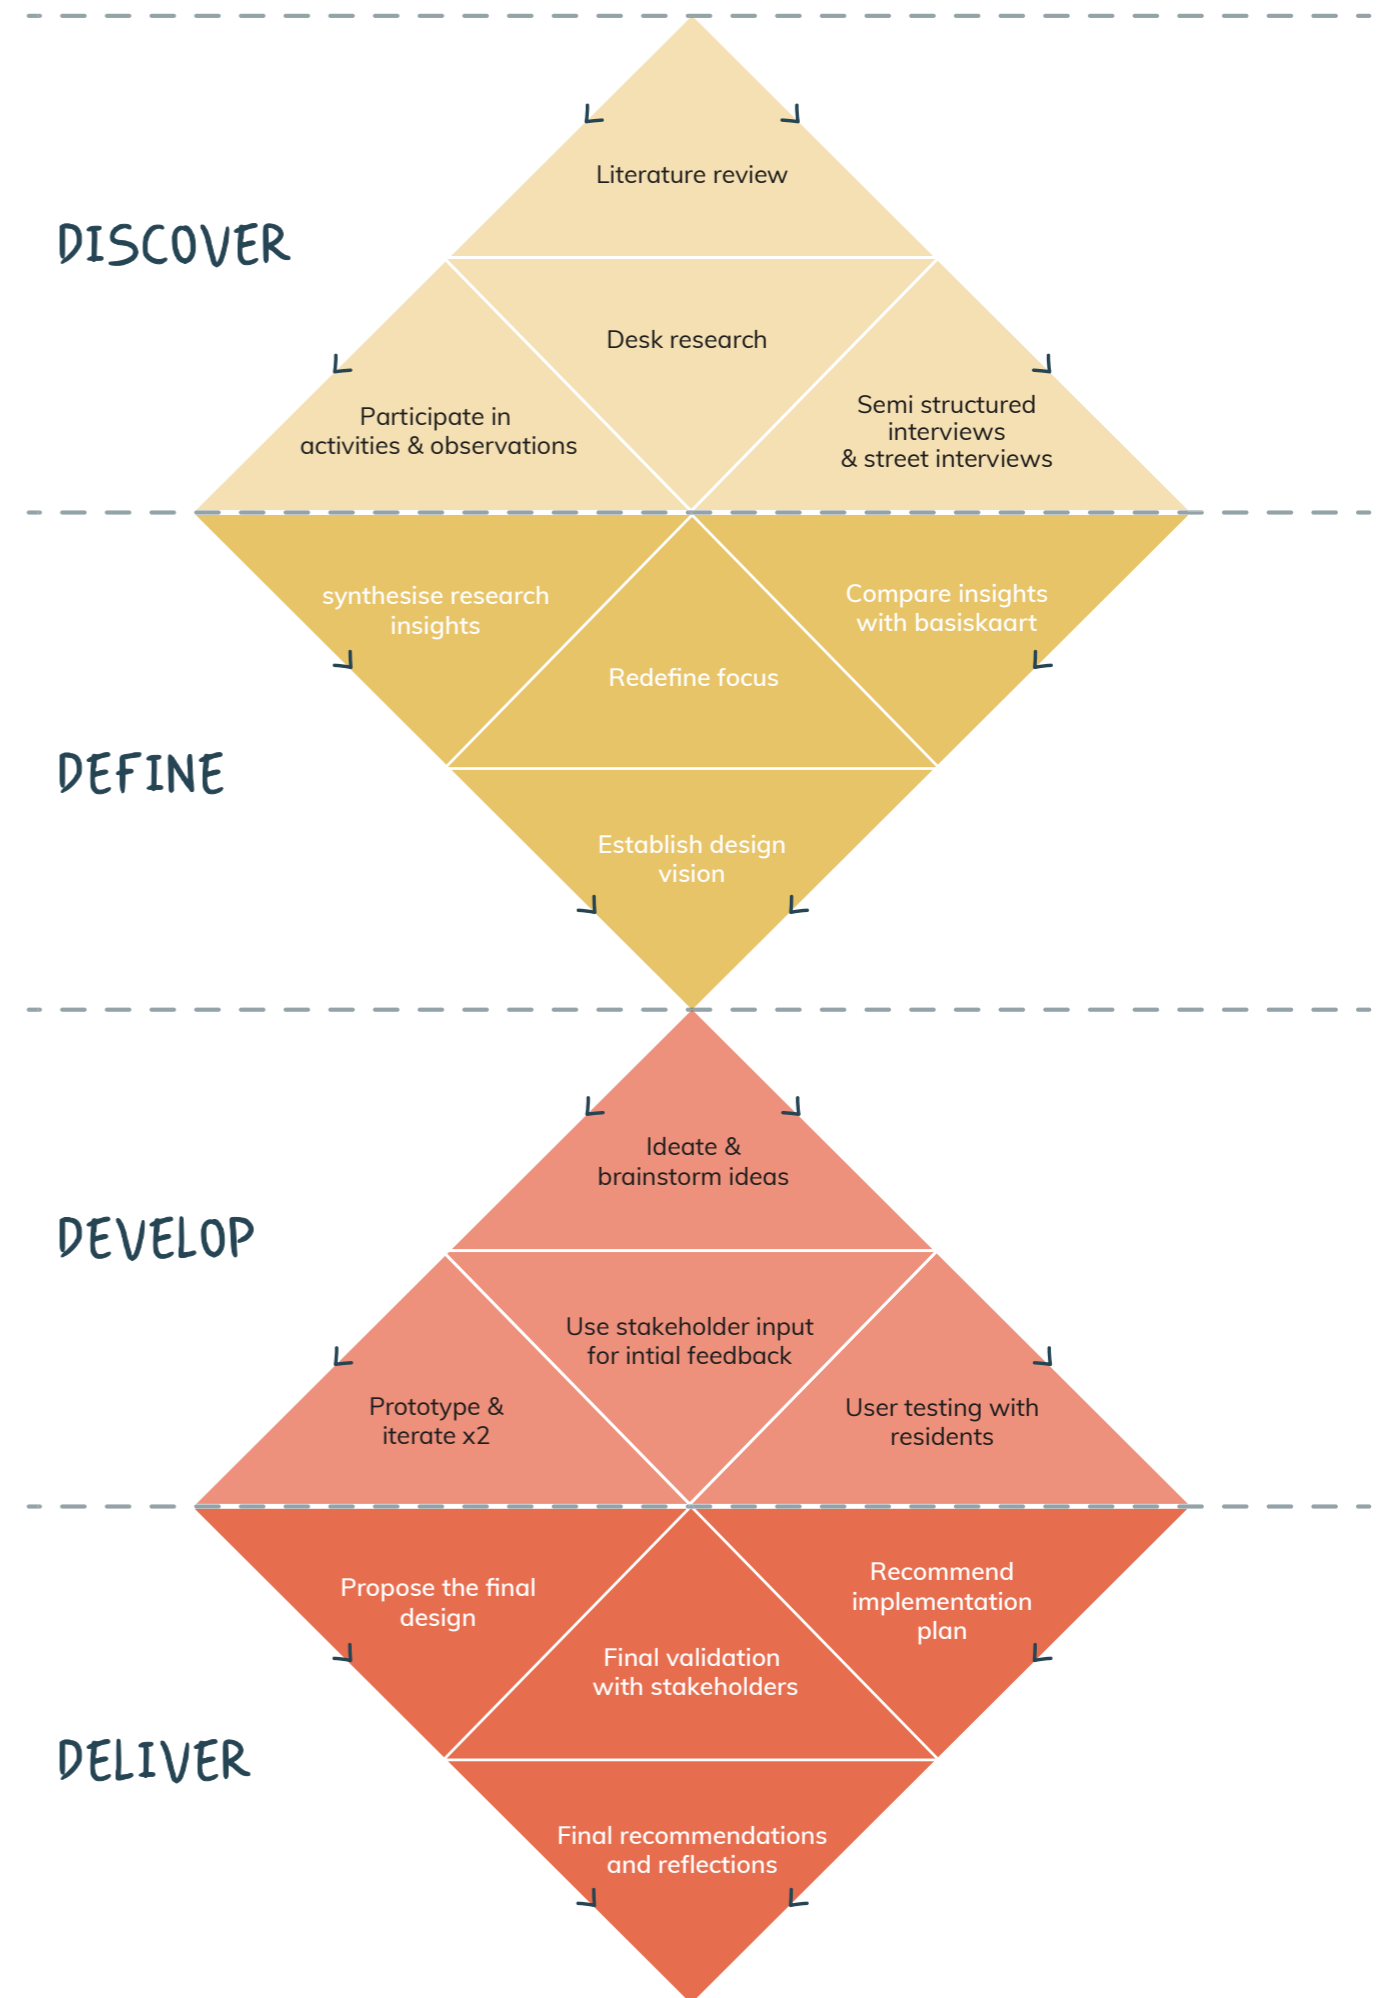 DISCOVER
Literature review
Desk research
Participate in
activities & observations
Semi structured
interviews
& street interviews
DEFINE
synthesise research
insights
Redefine focus
Compare insights
with basiskaart
Establish design
vision
DEVELOP
Ideate &
brainstorm ideas
Use stakeholder input
for intial feedback
Prototype &
iterate x2
User testing with
residents
DELIVER
Propose the final
design
Final validation
with stakeholders
Recommend
implementation
plan
Final recommendations
and reflections